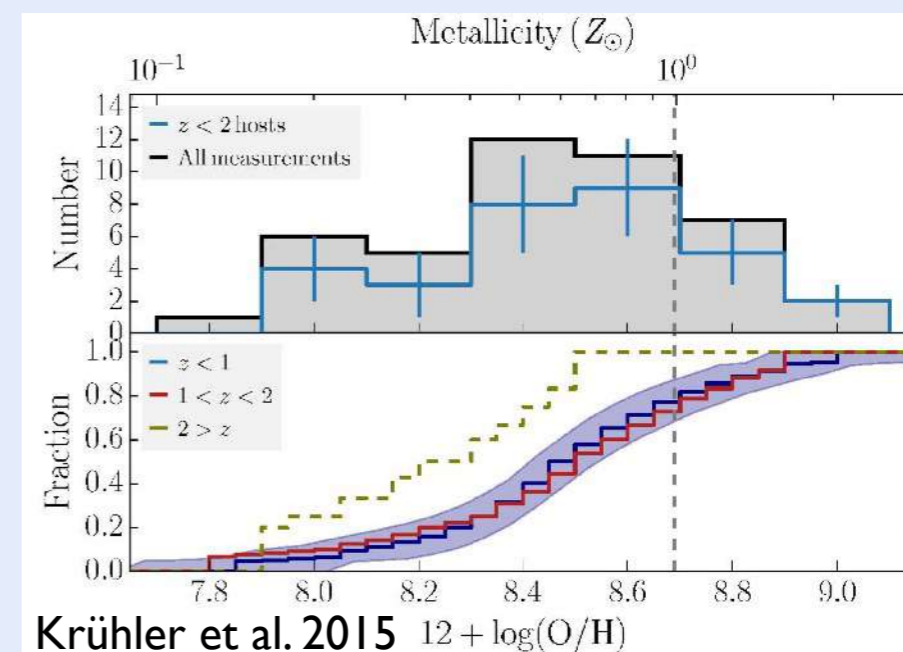 Metallicity (Z⊙)
10⁻¹ 10⁰
14
12
10
8
6
4
2
0
Number
z < 2 hosts
All measurements
1.0
0.8
0.6
0.4
0.2
0.0
Fraction
z < 1
1 < z < 2
2 > z
7.8 8.0 8.2 8.4 8.6 8.8 9.0
Krühler et al. 2015 12 + log(O/H)